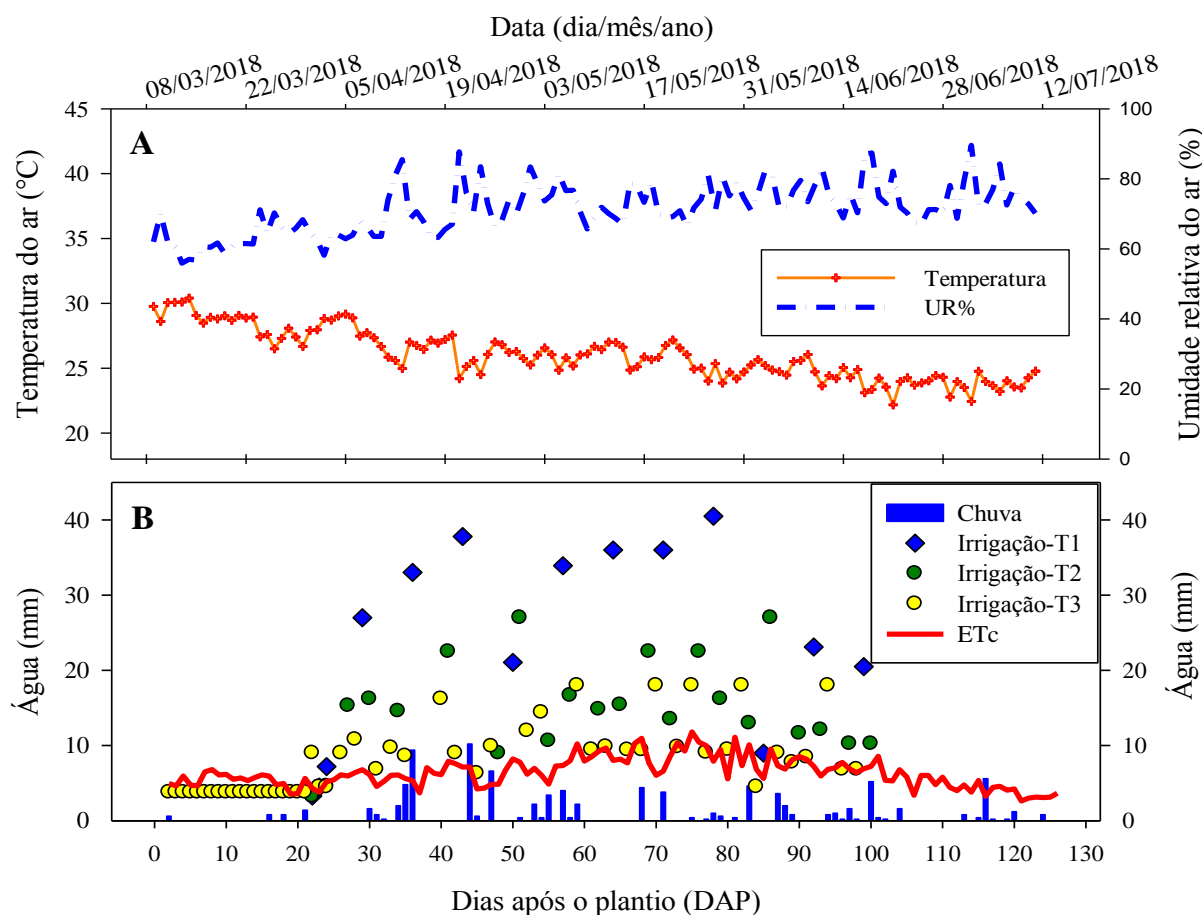 Data (dia/mês/ano)
08/03/2018 22/03/2018 05/04/2018 19/04/2018 03/05/2018 17/05/2018 31/05/2018 14/06/2018 28/06/2018 12/07/2018
A
Temperatura do ar (°C)
45
40
35
30
25
20
Temperatura
UR%
100
80
60
40
20
0
Umidade relativa do ar (%)
B
Água (mm)
40
30
20
10
0
Chuva
Irrigação-T1
Irrigação-T2
Irrigação-T3
ETc
40
30
20
10
0
Água (mm)
0 10 20 30 40 50 60 70 80 90 100 110 120 130
Dias após o plantio (DAP)